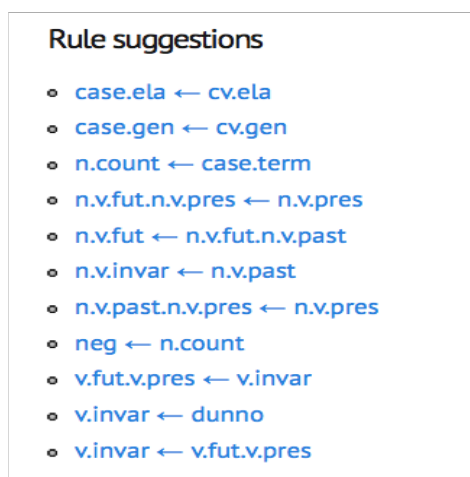 Rule suggestions
case.ela ← cv.ela
case.gen ← cv.gen
n.count ← case.term
n.v.fut.n.v.pres ← n.v.pres
n.v.fut ← n.v.fut.n.v.past
n.v.invar ← n.v.past
n.v.past.n.v.pres ← n.v.pres
neg ← n.count
v.fut.v.pres ← v.invar
v.invar ← dunno
v.invar ← v.fut.v.pres